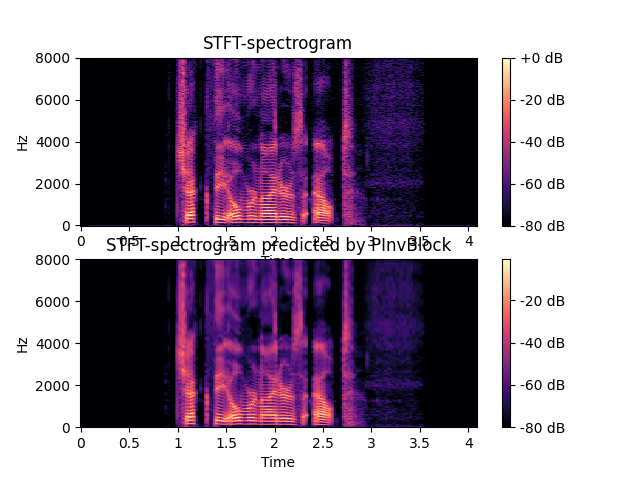 STFT-spectrogram
8000
6000
4000
2000
0
Hz
0 0.5 1 1.5 2 2.5 3 3.5 4
Time
+0 dB
-20 dB
-40 dB
-60 dB
-80 dB
STFT-spectrogram predicted by PInvBlock
8000
6000
4000
2000
0
Hz
0 0.5 1 1.5 2 2.5 3 3.5 4
Time
-20 dB
-40 dB
-60 dB
-80 dB